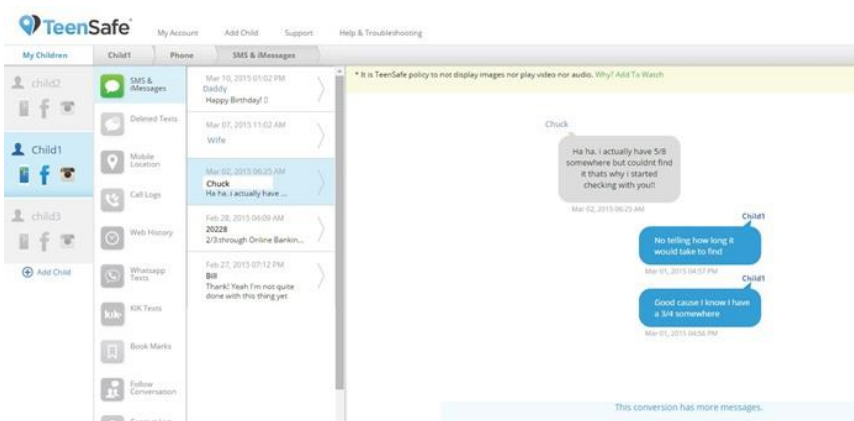 TeenSafe
My Account Add Child Support Help & Troubleshooting
My Children Child1 Phone SMS & iMessages
child2
Child1
child3
Add Child
SMS &
iMessages
Deleted Texts
Mobile
Location
Call Logs
Web History
Whatsapp
Texts
kik
KIK Texts
Book Marks
Follow
Conversation
Mar 10, 2015 01:02 PM
Daddy
Happy Birthday!
Mar 07, 2015 11:02 AM
Wife
Mar 02, 2015 06:25 AM
Chuck
Ha ha. i actually have ...
Feb 28, 2015 04:09 AM
20228
2/3:through Online Bankin...
Feb 27, 2015 07:12 PM
Bill
Thank! Yeah I'm not quite
done with this thing yet
* It is TeenSafe policy to not display images nor play video nor audio. Why? Add To Watch
Chuck
Ha ha. i actually have 5/8
somewhere but couldnt find
it thats why i started
checking with you!!
Mar 02, 2015 06:25 AM
Child1
No telling how long it
would take to find
Mar 01, 2015 04:57 PM
Child1
Good cause I know I have
a 3/4 somewhere
Mar 01, 2015 04:56 PM
This conversion has more messages.